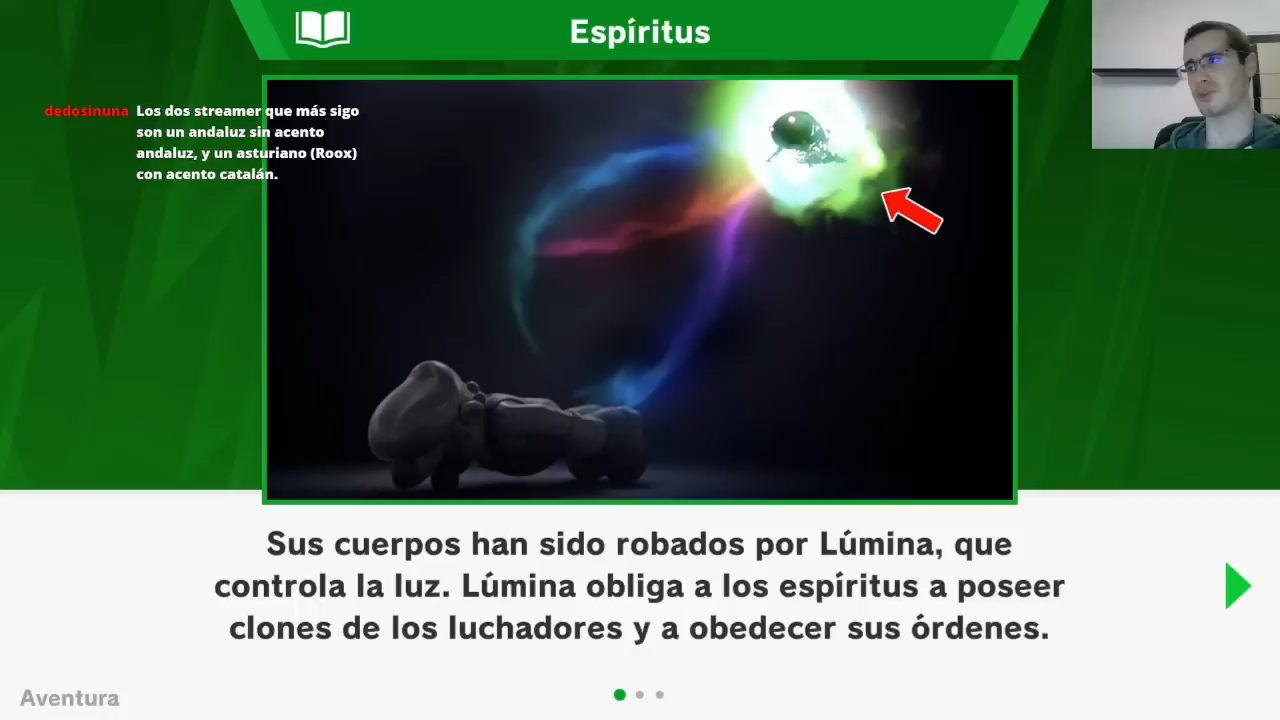 Espíritus
dedosinuna Los dos streamer que más sigo
son un andaluz sin acento
andaluz, y un asturiano (Roox)
con acento catalán.
Sus cuerpos han sido robados por Lúmina, que
controla la luz. Lúmina obliga a los espíritus a poseer
clones de los luchadores y a obedecer sus órdenes.
Aventura